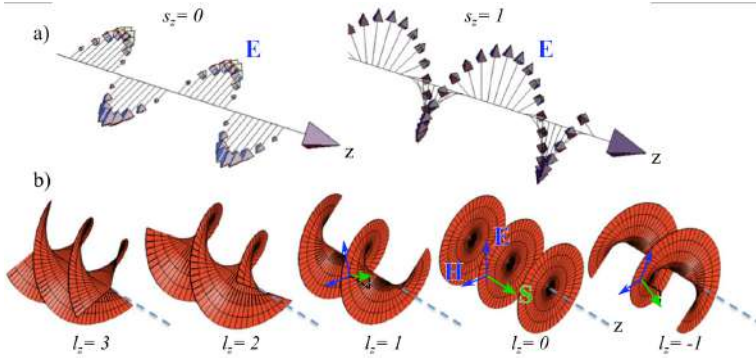 s_z= 0
s_z= 1
a)
E
E
z
z
b)
E
H
S
z
l_z= 3
l_z= 2
l_z= 1
l_z= 0
l_z= -1